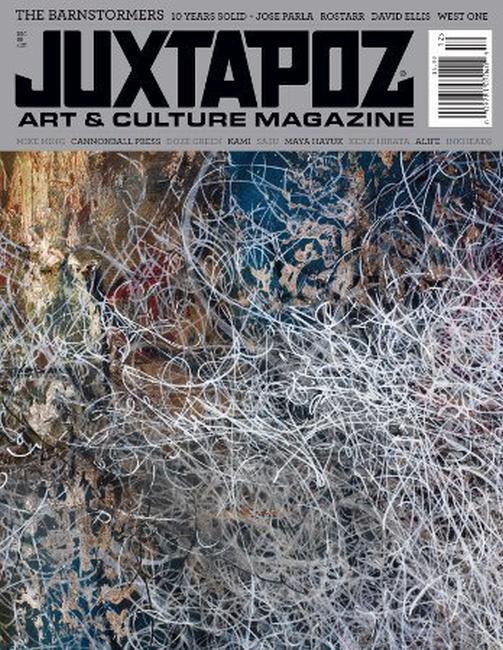 THE BARNSTORMERS 10 YEARS SOLID - JOSE PARLA ROSTARR DAVID ELLIS WEST ONE
JUXTAPOZ
ART & CULTURE MAGAZINE
MIKE MING CANNONBALL PRESS DOZE GREEN KAMI SASU MAYA HAYUK KENJI HIRATA ALIFE INKHEADS